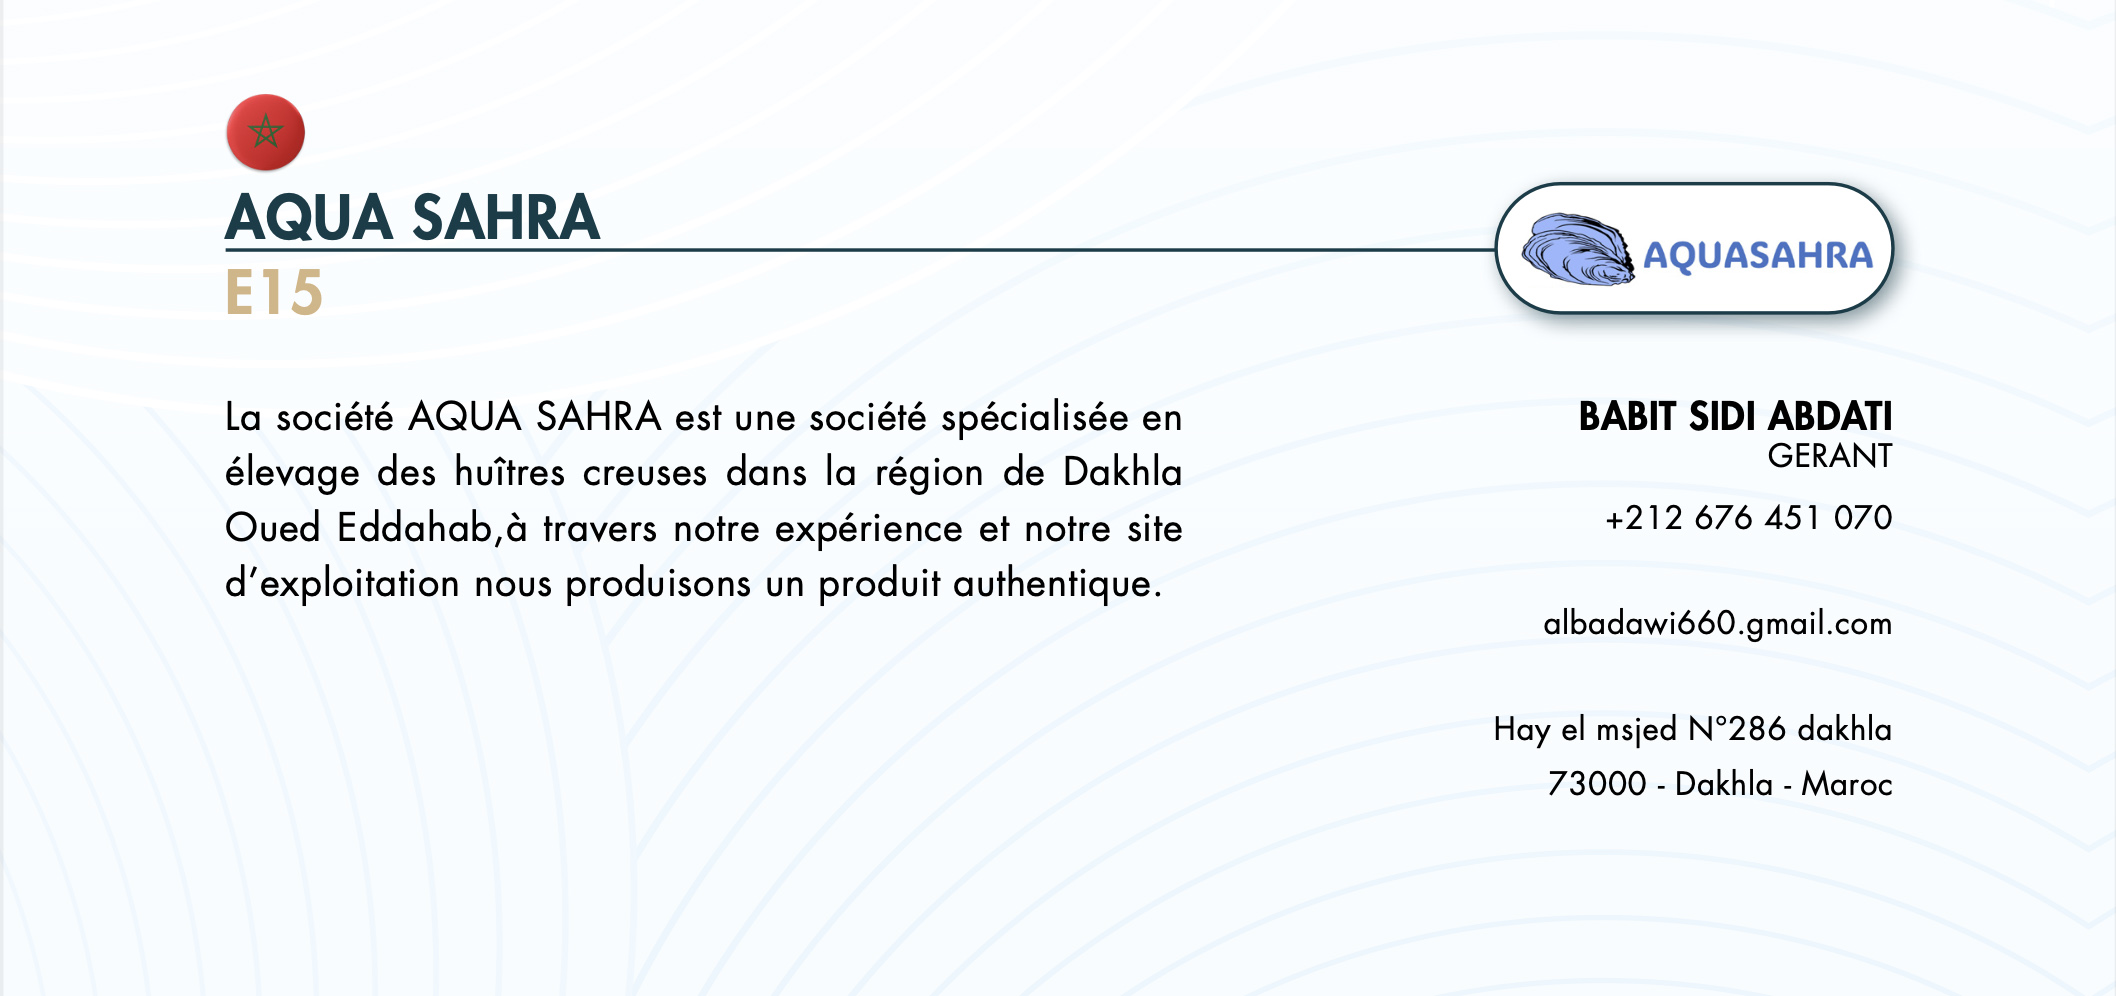 AQUA SAHRA
E15
AQUASAHRA
La société AQUA SAHRA est une société spécialisée en
élevage des huîtres creuses dans la région de Dakhla
Oued Eddahab,à travers notre expérience et notre site
d’exploitation nous produisons un produit authentique.
BABIT SIDI ABDATI
GERANT
+212 676 451 070
albadawi660.gmail.com
Hay el msjed N°286 dakhla
73000 - Dakhla - Maroc